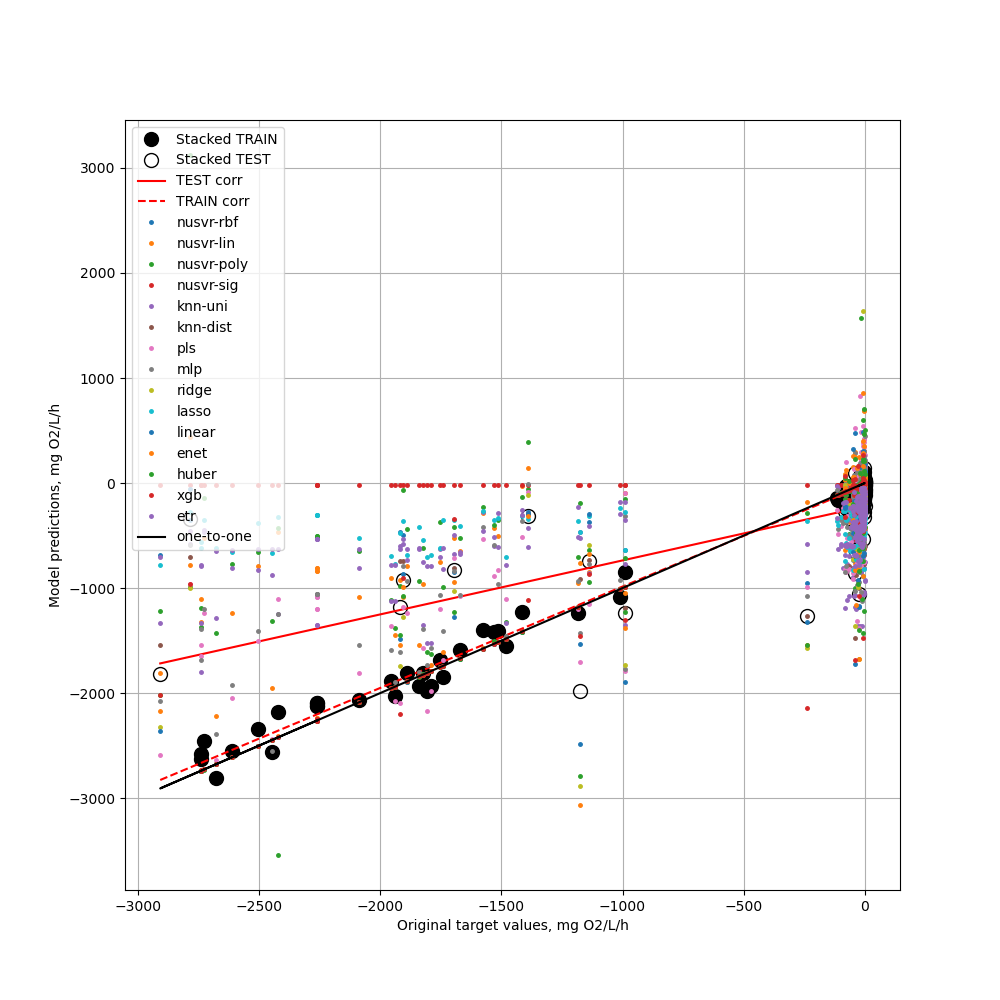 Stacked TRAIN
Stacked TEST
TEST corr
TRAIN corr
nusvr-rbf
nusvr-lin
nusvr-poly
nusvr-sig
knn-uni
knn-dist
pls
mlp
ridge
lasso
linear
enet
huber
xgb
etr
one-to-one
3000
2000
1000
0
−1000
−2000
−3000
Model predictions, mg O2/L/h
−3000 −2500 −2000 −1500 −1000 −500 0
Original target values, mg O2/L/h